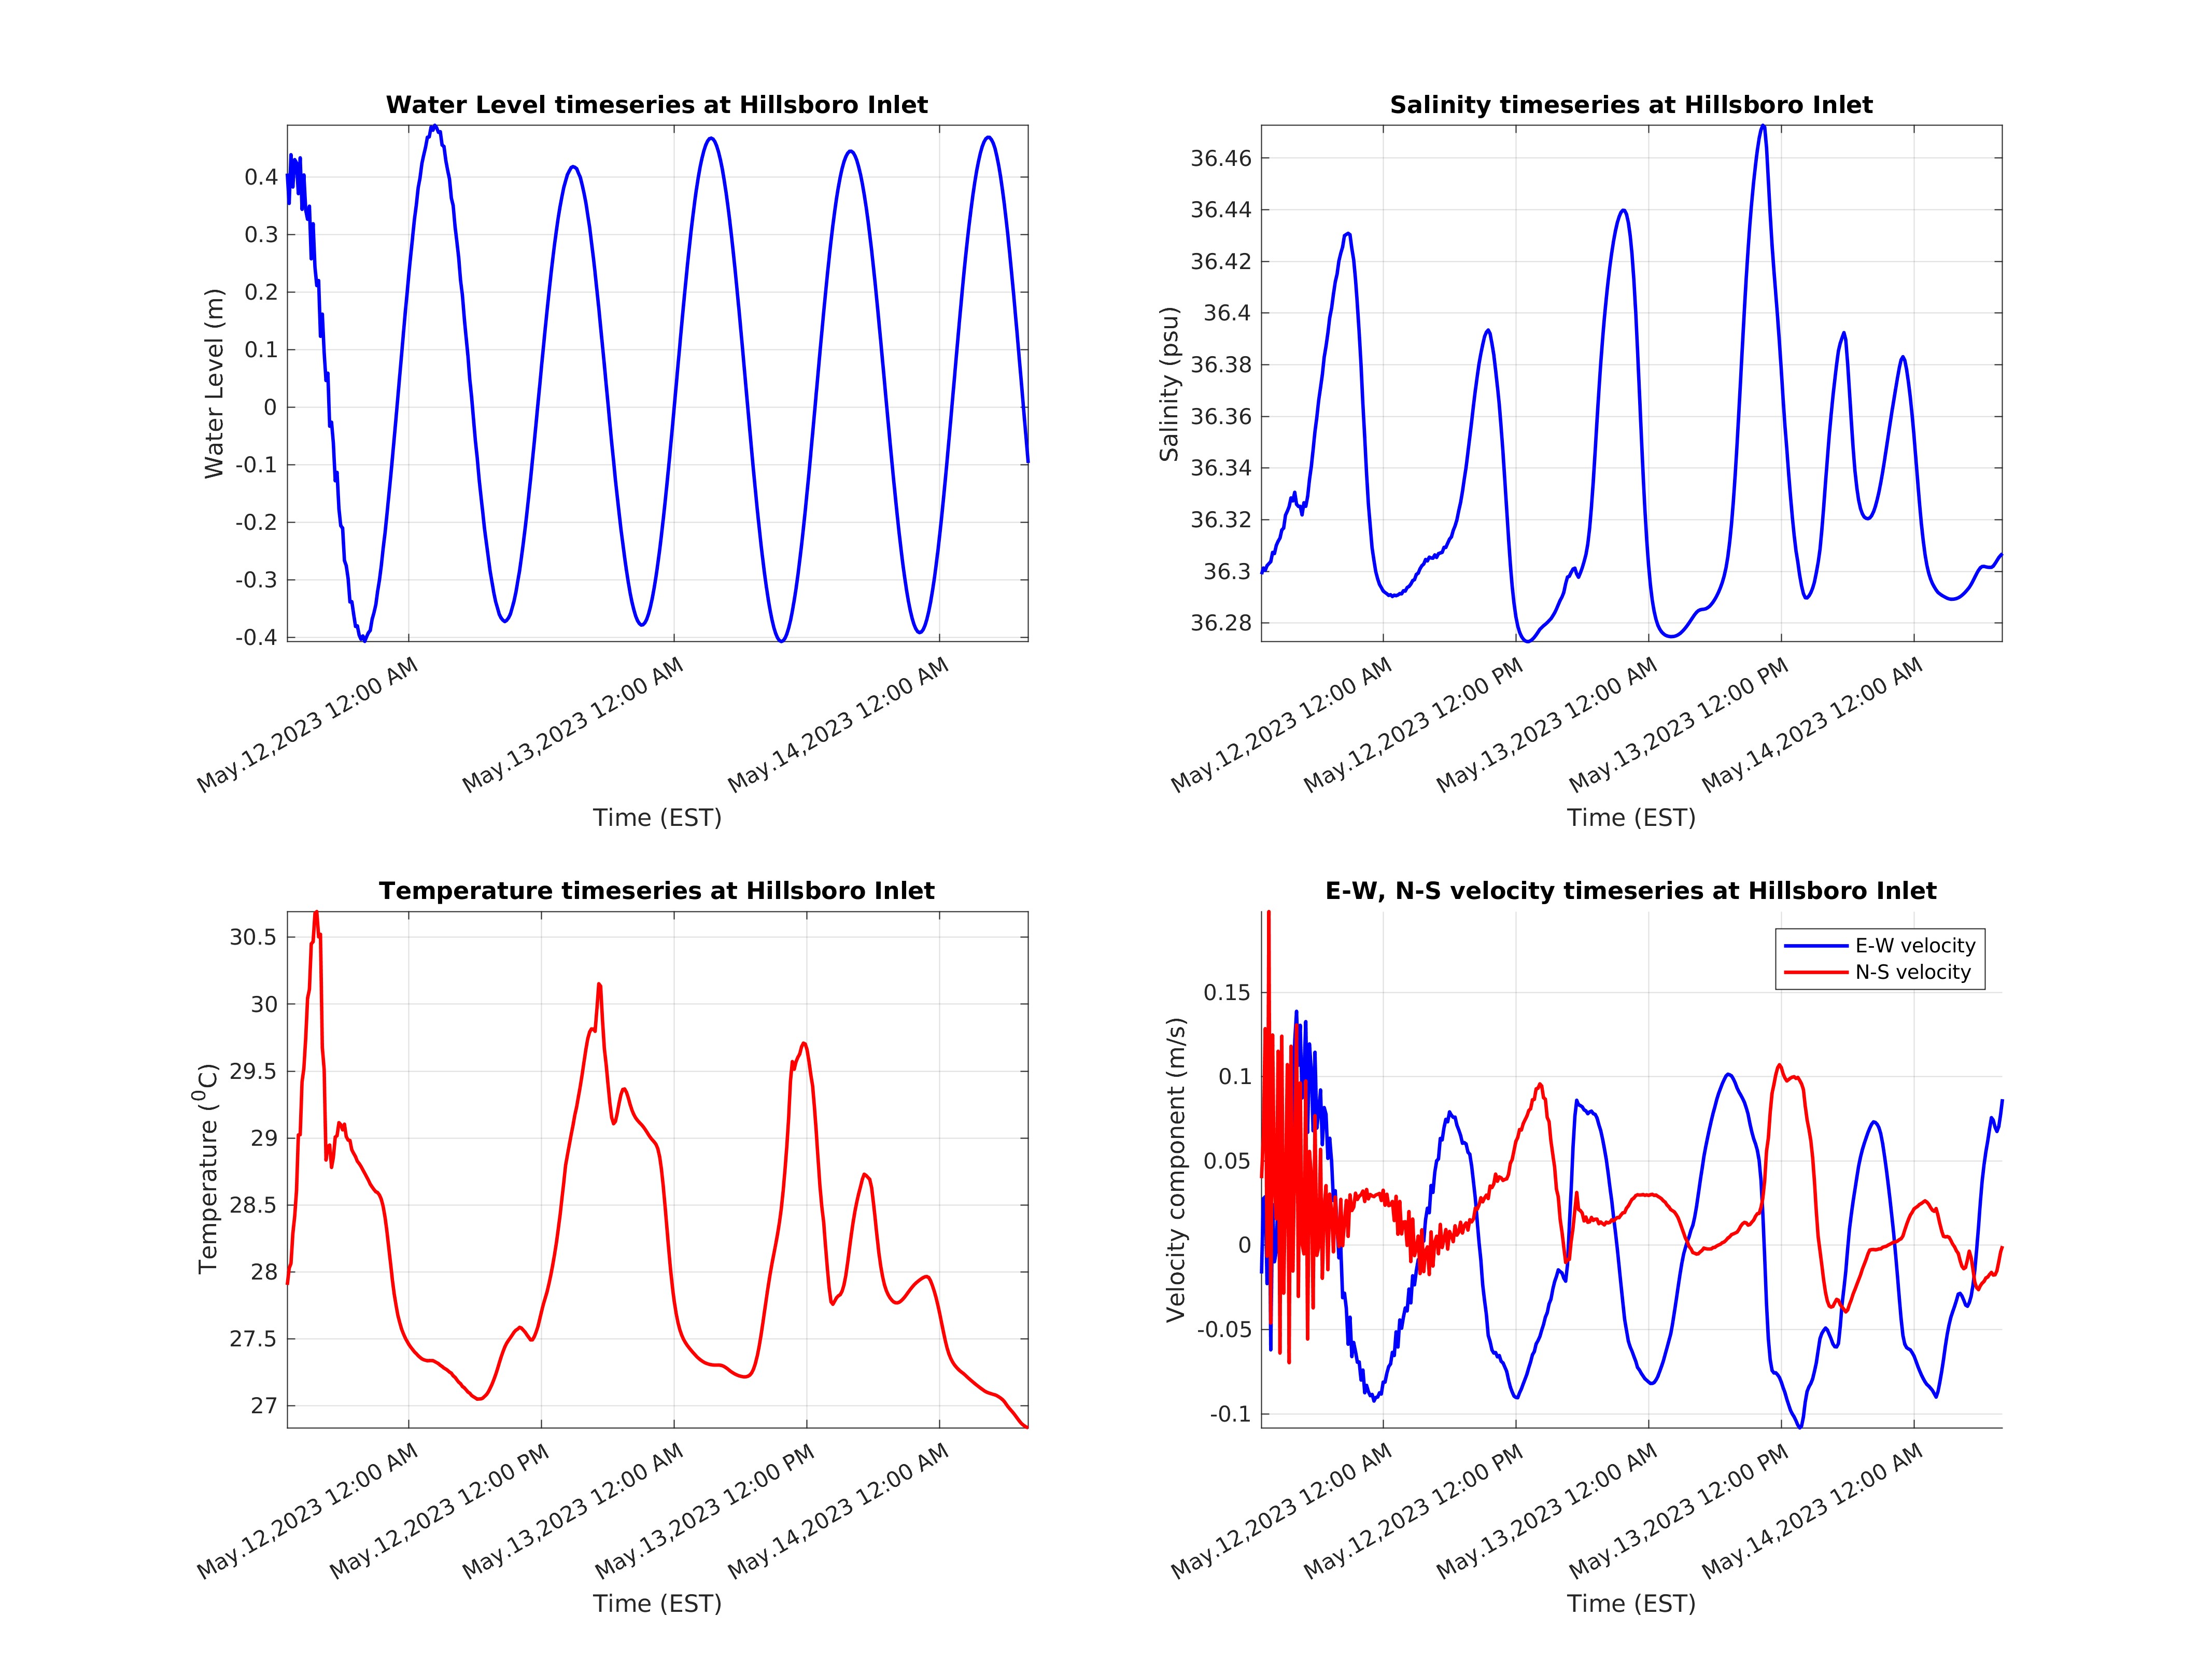 Water Level timeseries at Hillsboro Inlet
Water Level (m)
0.4
0.3
0.2
0.1
0
-0.1
-0.2
-0.3
-0.4
May.12,2023 12:00 AM
May.13,2023 12:00 AM
May.14,2023 12:00 AM
Time (EST)
Salinity timeseries at Hillsboro Inlet
Salinity (psu)
36.46
36.44
36.42
36.4
36.38
36.36
36.34
36.32
36.3
36.28
May.12,2023 12:00 AM
May.12,2023 12:00 PM
May.13,2023 12:00 AM
May.13,2023 12:00 PM
May.14,2023 12:00 AM
Time (EST)
Temperature timeseries at Hillsboro Inlet
Temperature (⁰C)
30.5
30
29.5
29
28.5
28
27.5
27
May.12,2023 12:00 AM
May.12,2023 12:00 PM
May.13,2023 12:00 AM
May.13,2023 12:00 PM
May.14,2023 12:00 AM
Time (EST)
E-W, N-S velocity timeseries at Hillsboro Inlet
Velocity component (m/s)
E-W velocity
N-S velocity
0.15
0.1
0.05
0
-0.05
-0.1
May.12,2023 12:00 AM
May.12,2023 12:00 PM
May.13,2023 12:00 AM
May.13,2023 12:00 PM
May.14,2023 12:00 AM
Time (EST)